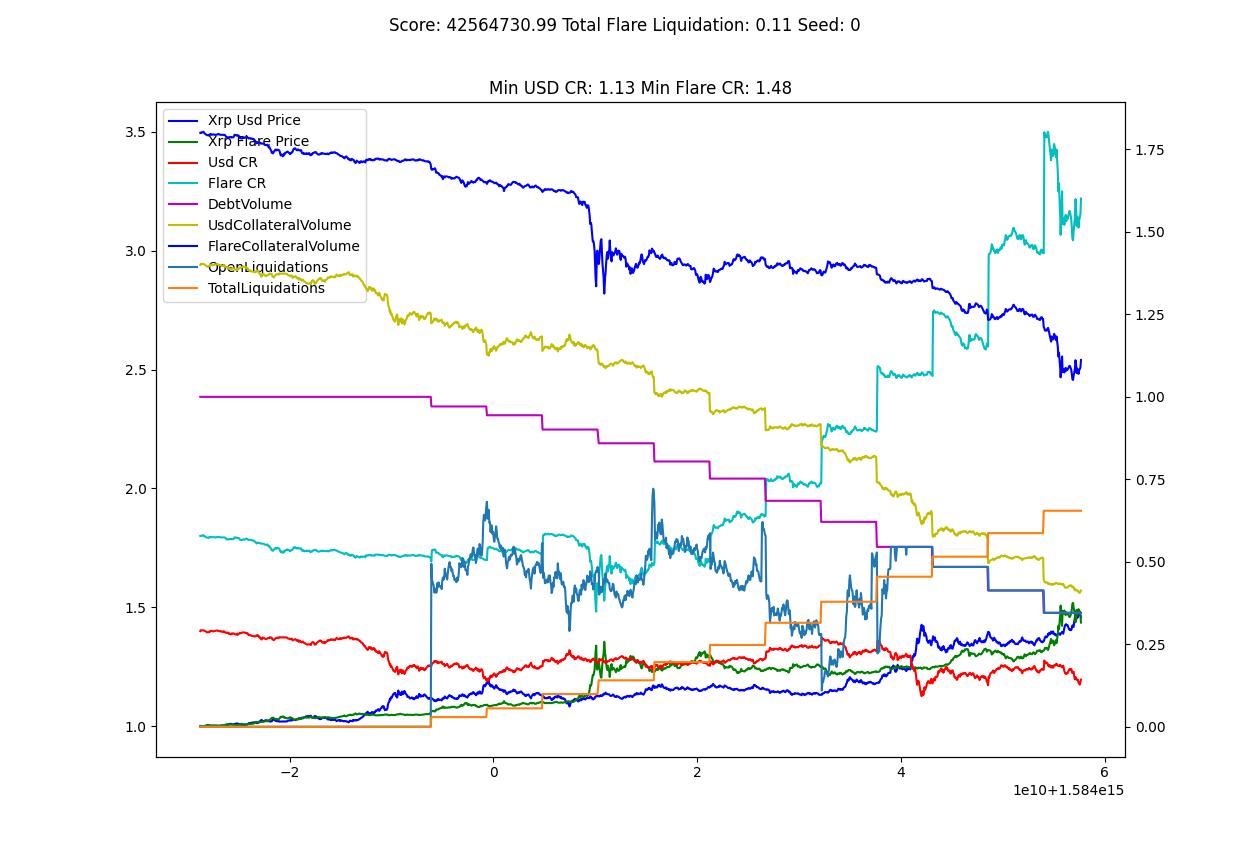 Score: 42564730.99 Total Flare Liquidation: 0.11 Seed: 0
Min USD CR: 1.13 Min Flare CR: 1.48
Xrp Usd Price
Xrp Flare Price
Usd CR
Flare CR
DebtVolume
UsdCollateralVolume
FlareCollateralVolume
OpenLiquidations
TotalLiquidations
3.5
3.0
2.5
2.0
1.5
1.0
1.75
1.50
1.25
1.00
0.75
0.50
0.25
0.00
−2
0
2
4
6
1e10+1.584e15